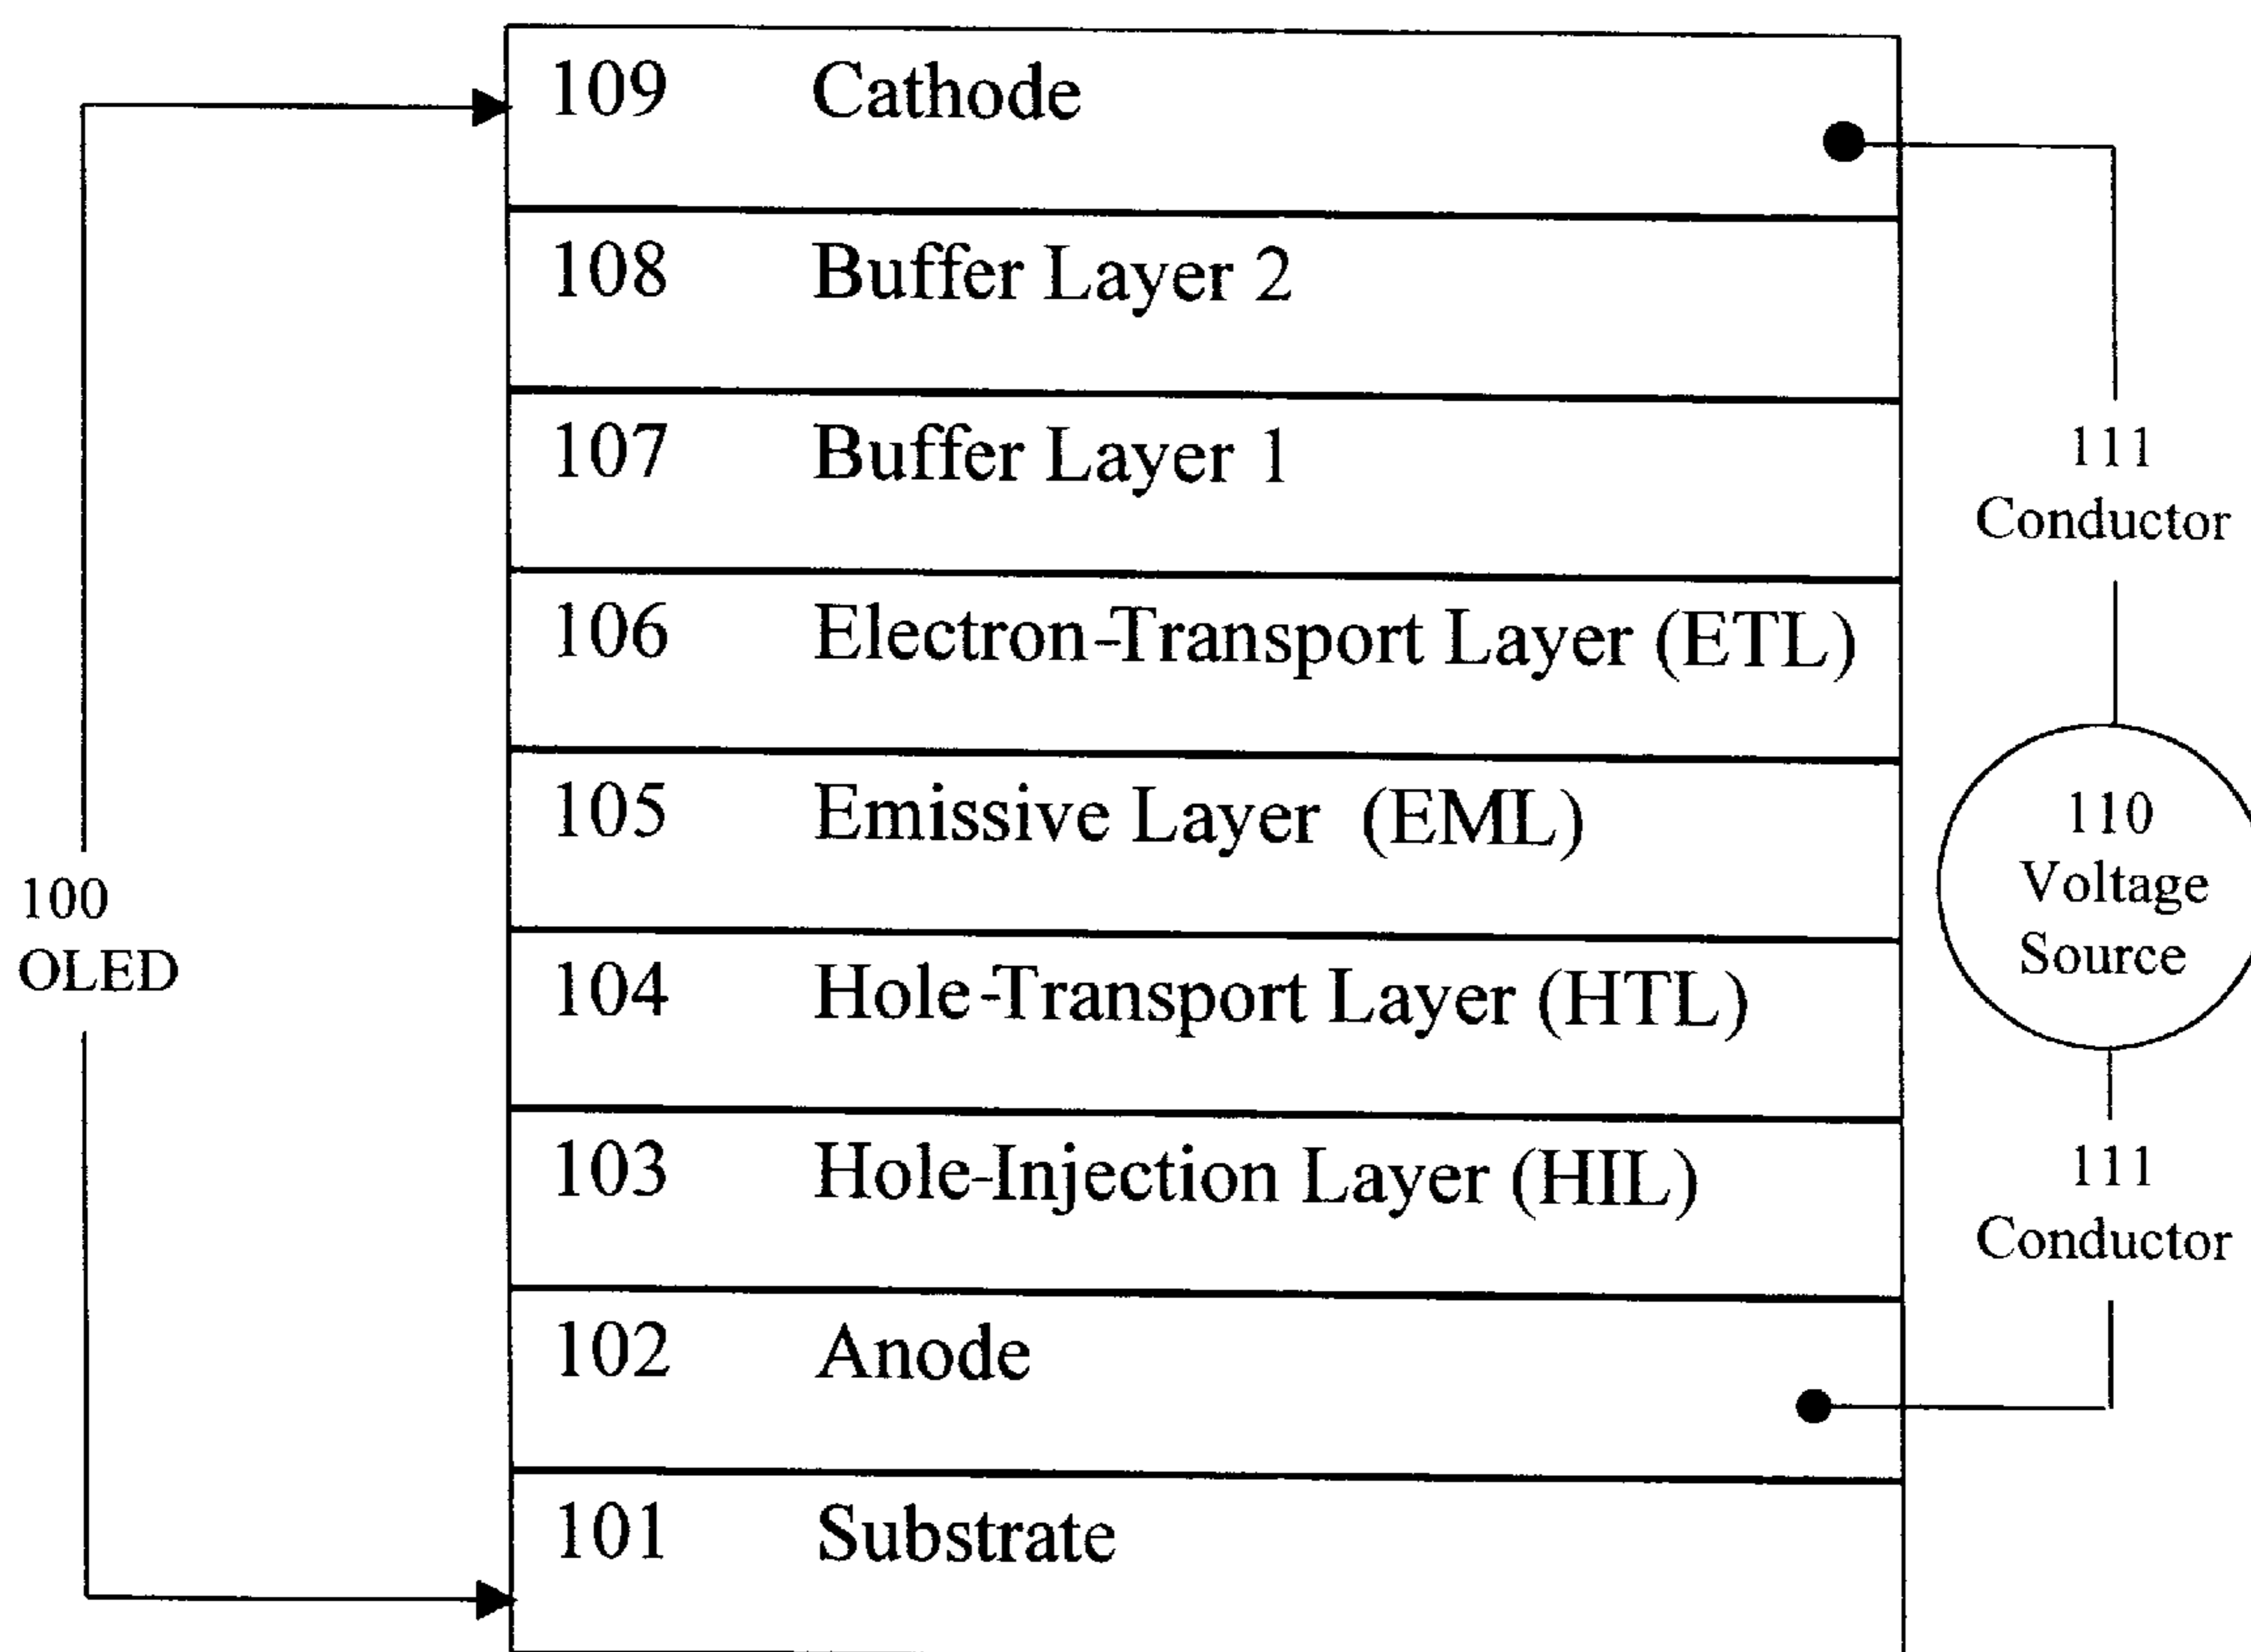 109 Cathode
108 Buffer Layer 2
107 Buffer Layer 1
106 Electron-Transport Layer (ETL)
105 Emissive Layer (EML)
104 Hole-Transport Layer (HTL)
103 Hole-Injection Layer (HIL)
102 Anode
101 Substrate
100
OLED
111
Conductor
110
Voltage
Source
111
Conductor